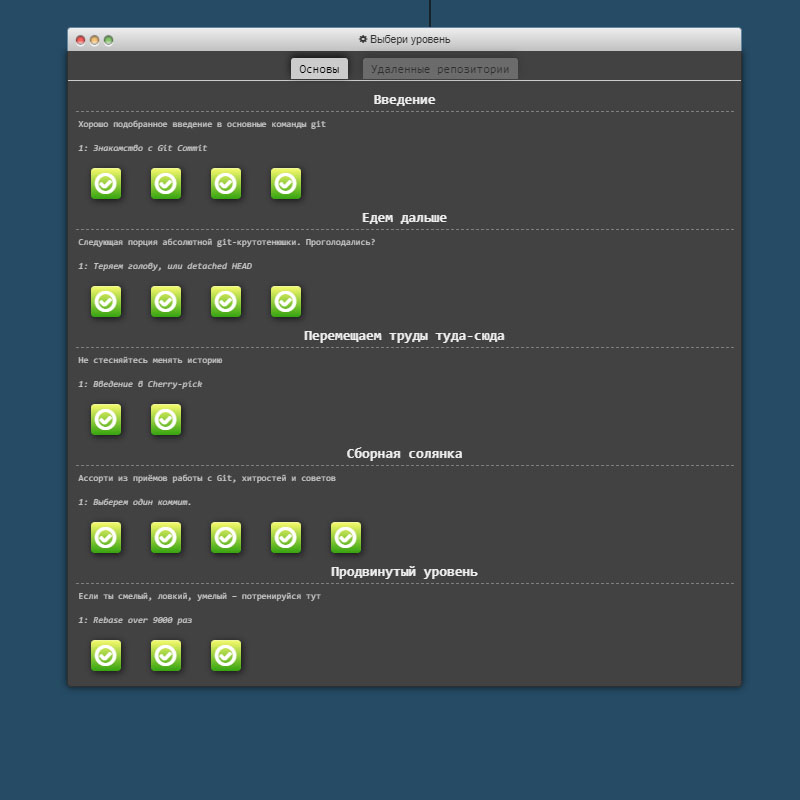 Выбери уровень
Основы
Удаленные репозитории
Введение
Хорошо подобранное введение в основные команды git
1: Знакомство с Git Commit
Едем дальше
Следующая порция абсолютной git-крутотенюшки. Проголодались?
1: Теряем голову, или detached HEAD
Перемещаем труды туда-сюда
Не стесняйтесь менять историю
1: Введение в Cherry-pick
Сборная солянка
Ассорти из приёмов работы с Git, хитростей и советов
1: Выберем один коммит.
Продвинутый уровень
Если ты смелый, ловкий, умелый – потренируйся тут
1: Rebase over 9000 раз